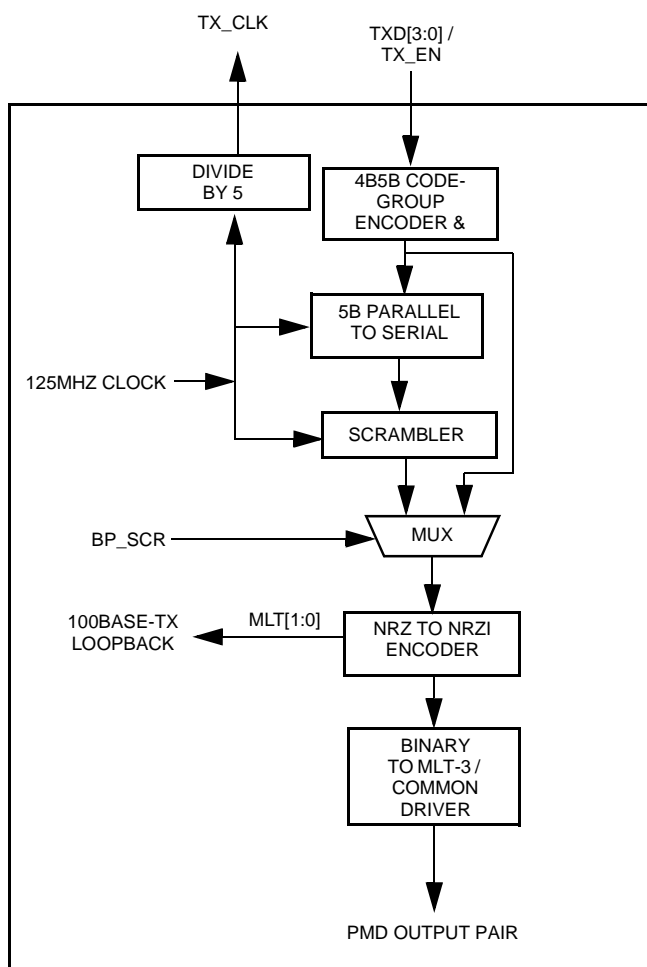 TX_CLK
TXD[3:0] /
TX_EN
DIVIDE
BY 5
4B5B CODE-
GROUP
ENCODER &
5B PARALLEL
TO SERIAL
125MHZ CLOCK
SCRAMBLER
BP_SCR
MUX
100BASE-TX
LOOPBACK
MLT[1:0]
NRZ TO NRZI
ENCODER
BINARY
TO MLT-3 /
COMMON
DRIVER
PMD OUTPUT PAIR